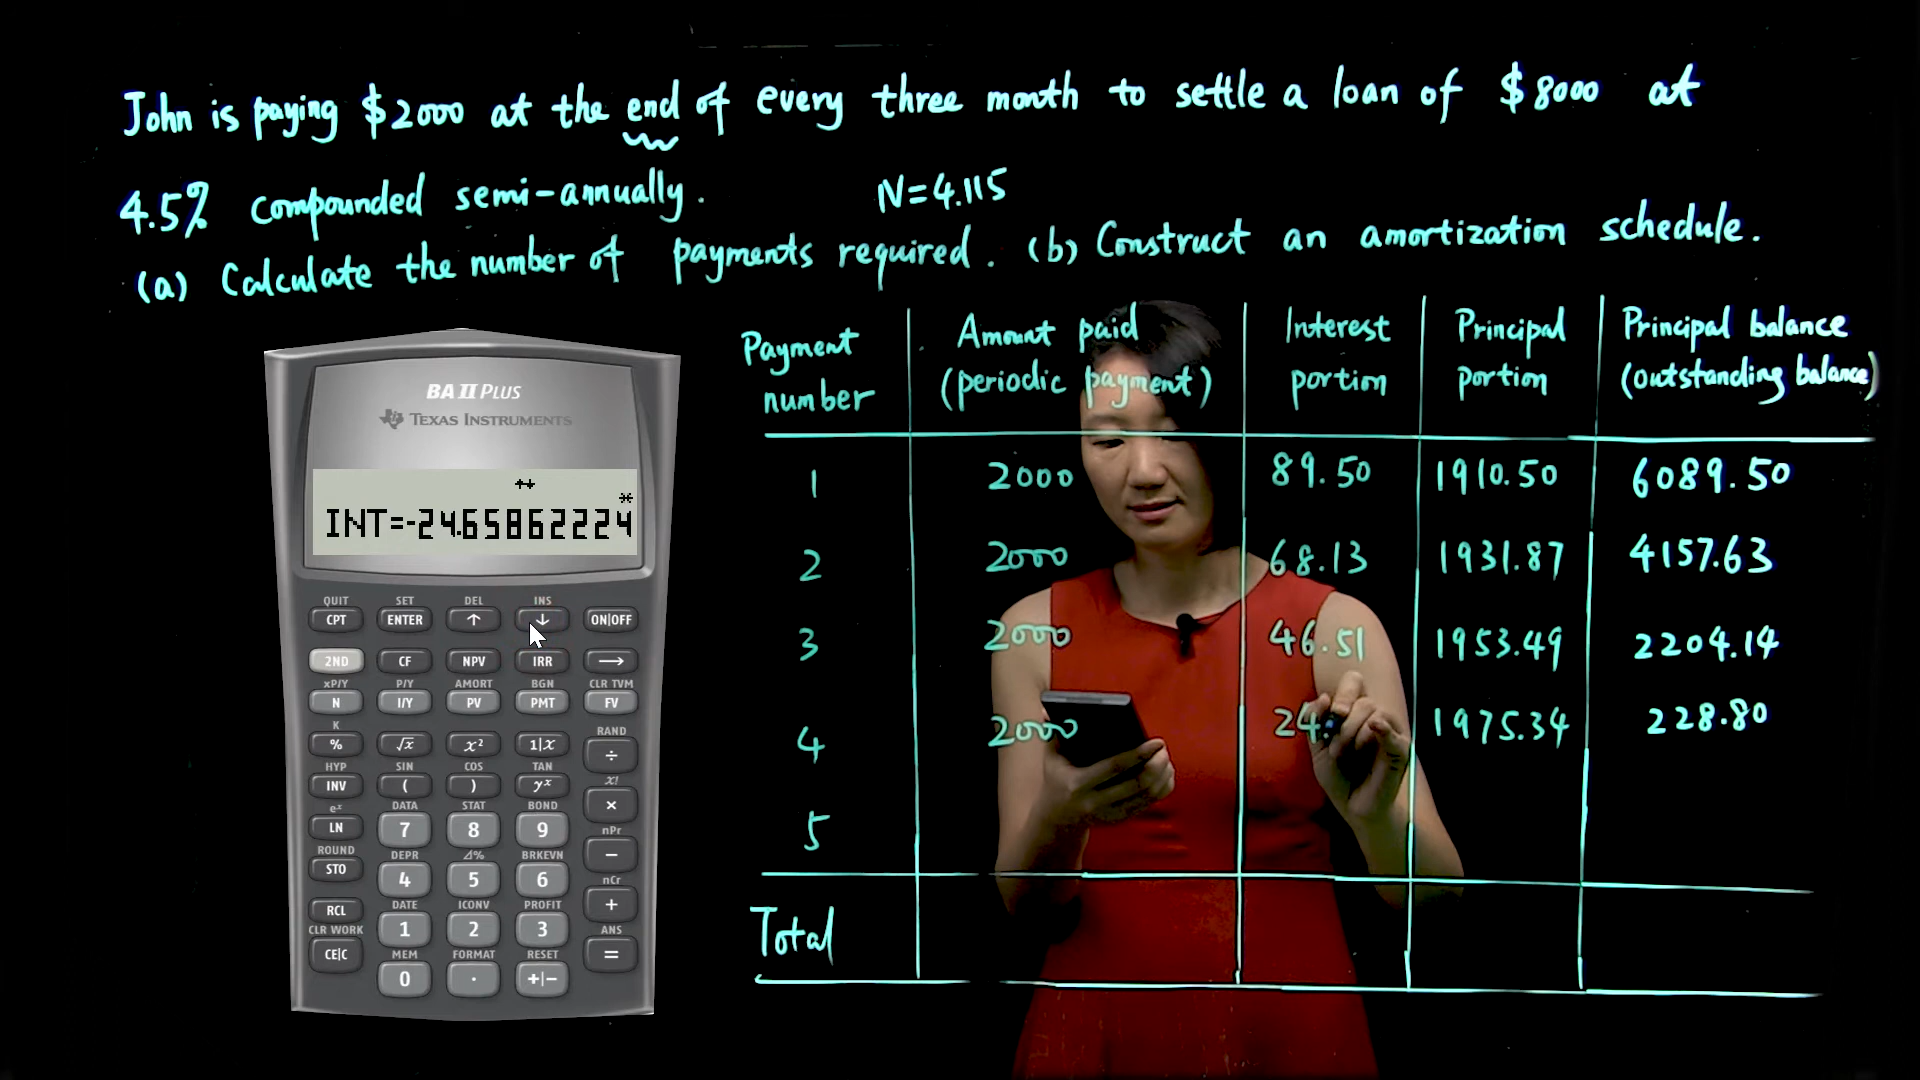 John is paying $2000 at the end of every three month to settle a loan of $8000 at
4.5% compounded semi-annually. N=4.115
(a) Calculate the number of payments required. (b) Construct an amortization schedule.
Payment number | Amount paid (periodic payment) | Interest portion | Principal portion | Principal balance (outstanding balance)
1 2000 89.50 1910.50 6089.50
2 2000 68.13 1931.87 4157.63
3 2000 46.51 1953.49 2204.14
4 2000 24. 1975.34 228.80
5
Total
BA II PLUS
TEXAS INSTRUMENTS
INT=-24.65862224
QUIT SET DEL INS
CPT ENTER ↑ ↓ ON|OFF
2ND CF NPV IRR →
xP/Y P/Y AMORT BGN CLR TVM
N I/Y PV PMT FV
K RAND
% √x x² 1|x ÷
HYP SIN COS TAN x!
INV ( ) yˣ ×
eˣ DATA STAT BOND nPr
LN 7 8 9 −
ROUND DEPR Δ% BRKEVN nCr
STO 4 5 6 +
DATE ICONV PROFIT
RCL 1 2 3
CLR WORK ANS
CE|C =
MEM FORMAT RESET
0 . +|−